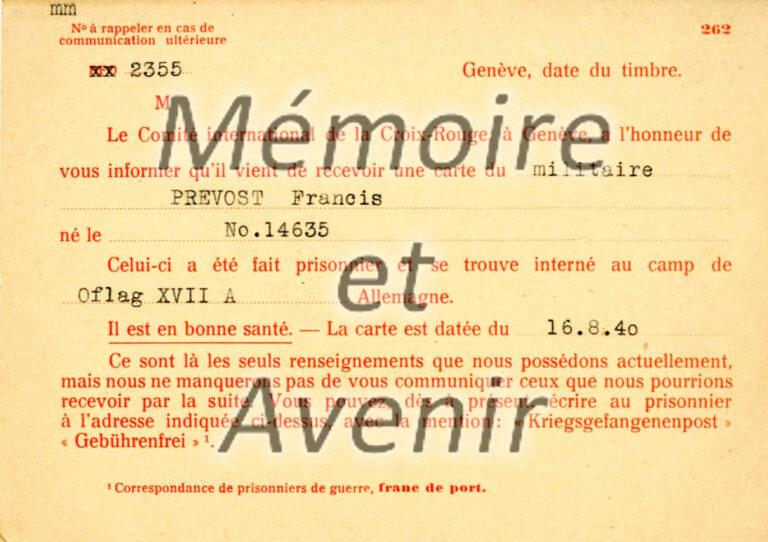 mm
Nº à rappeler en cas de
communication ultérieure
262
xx 2355
Genève, date du timbre.
M
Le Comité international de la Croix-Rouge, à Genève, a l'honneur de
vous informer qu'il vient de recevoir une carte du militaire
PREVOST Francis
né le No.14635
Celui-ci a été fait prisonnier et se trouve interné au camp de
Oflag XVII A Allemagne.
Il est en bonne santé. — La carte est datée du 16.8.40
Ce sont là les seuls renseignements que nous possédons actuellement,
mais nous ne manquerons pas de vous communiquer ceux que nous pourrions
recevoir par la suite. Vous pouvez, dès à présent, écrire au prisonnier
à l'adresse indiquée ci-dessus, avec la mention : « Kriegsgefangenenpost »
« Gebührenfrei » ¹.
¹ Correspondance de prisonniers de guerre, franc de port.
Mémoire
et
Avenir